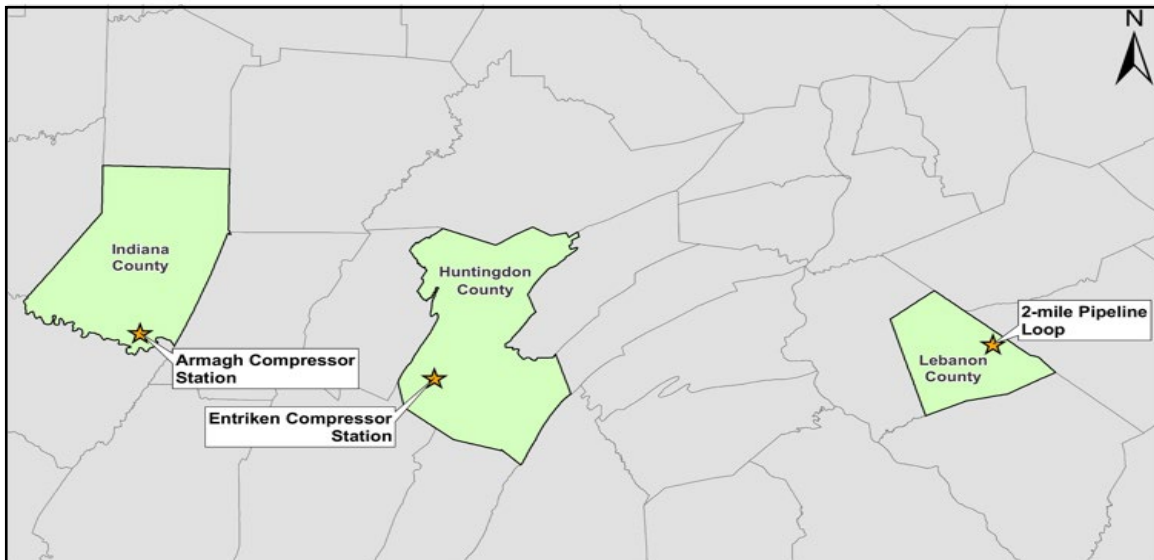 N
Indiana
County
Huntingdon
County
2-mile Pipeline
Loop
Armagh Compressor
Station
Lebanon
County
Entriken Compressor
Station